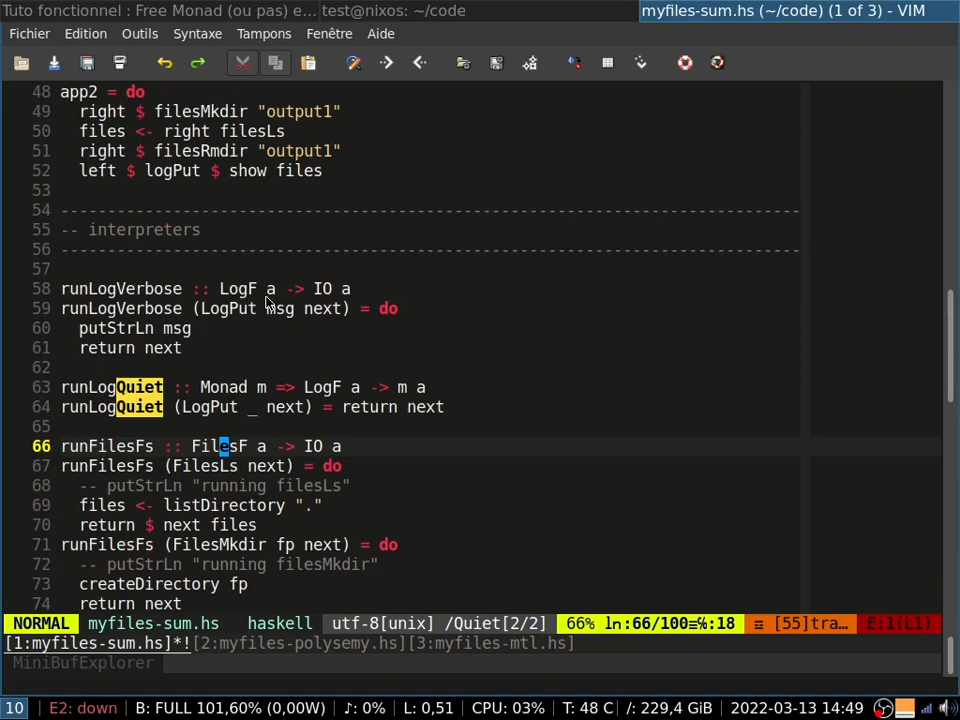 Tuto fonctionnel : Free Monad (ou pas) e... test@nixos: ~/code myfiles-sum.hs (~/code) (1 of 3) - VIM
Fichier Edition Outils Syntaxe Tampons Fenêtre Aide
48 app2 = do
49 right $ filesMkdir "output1"
50 files <- right filesLs
51 right $ filesRmdir "output1"
52 left $ logPut $ show files
53
54 --------------------------------------------------------------------------------
55 -- interpreters
56 --------------------------------------------------------------------------------
57
58 runLogVerbose :: LogF a -> IO a
59 runLogVerbose (LogPut msg next) = do
60 putStrLn msg
61 return next
62
63 runLogQuiet :: Monad m => LogF a -> m a
64 runLogQuiet (LogPut _ next) = return next
65
66 runFilesFs :: FilesF a -> IO a
67 runFilesFs (FilesLs next) = do
68 -- putStrLn "running filesLs"
69 files <- listDirectory "."
70 return $ next files
71 runFilesFs (FilesMkdir fp next) = do
72 -- putStrLn "running filesMkdir"
73 createDirectory fp
74 return next
NORMAL myfiles-sum.hs haskell utf-8[unix] /Quiet[2/2] 66% ln:66/100≡℅:18 ☲ [55]tra… E:1(L1)
[1:myfiles-sum.hs]*![2:myfiles-polysemy.hs][3:myfiles-mtl.hs]
MiniBufExplorer
10 E2: down B: FULL 101,60% (0,00W) ♪: 0% L: 0,51 CPU: 03% T: 48 C /: 229,4 GiB 2022-03-13 14:49